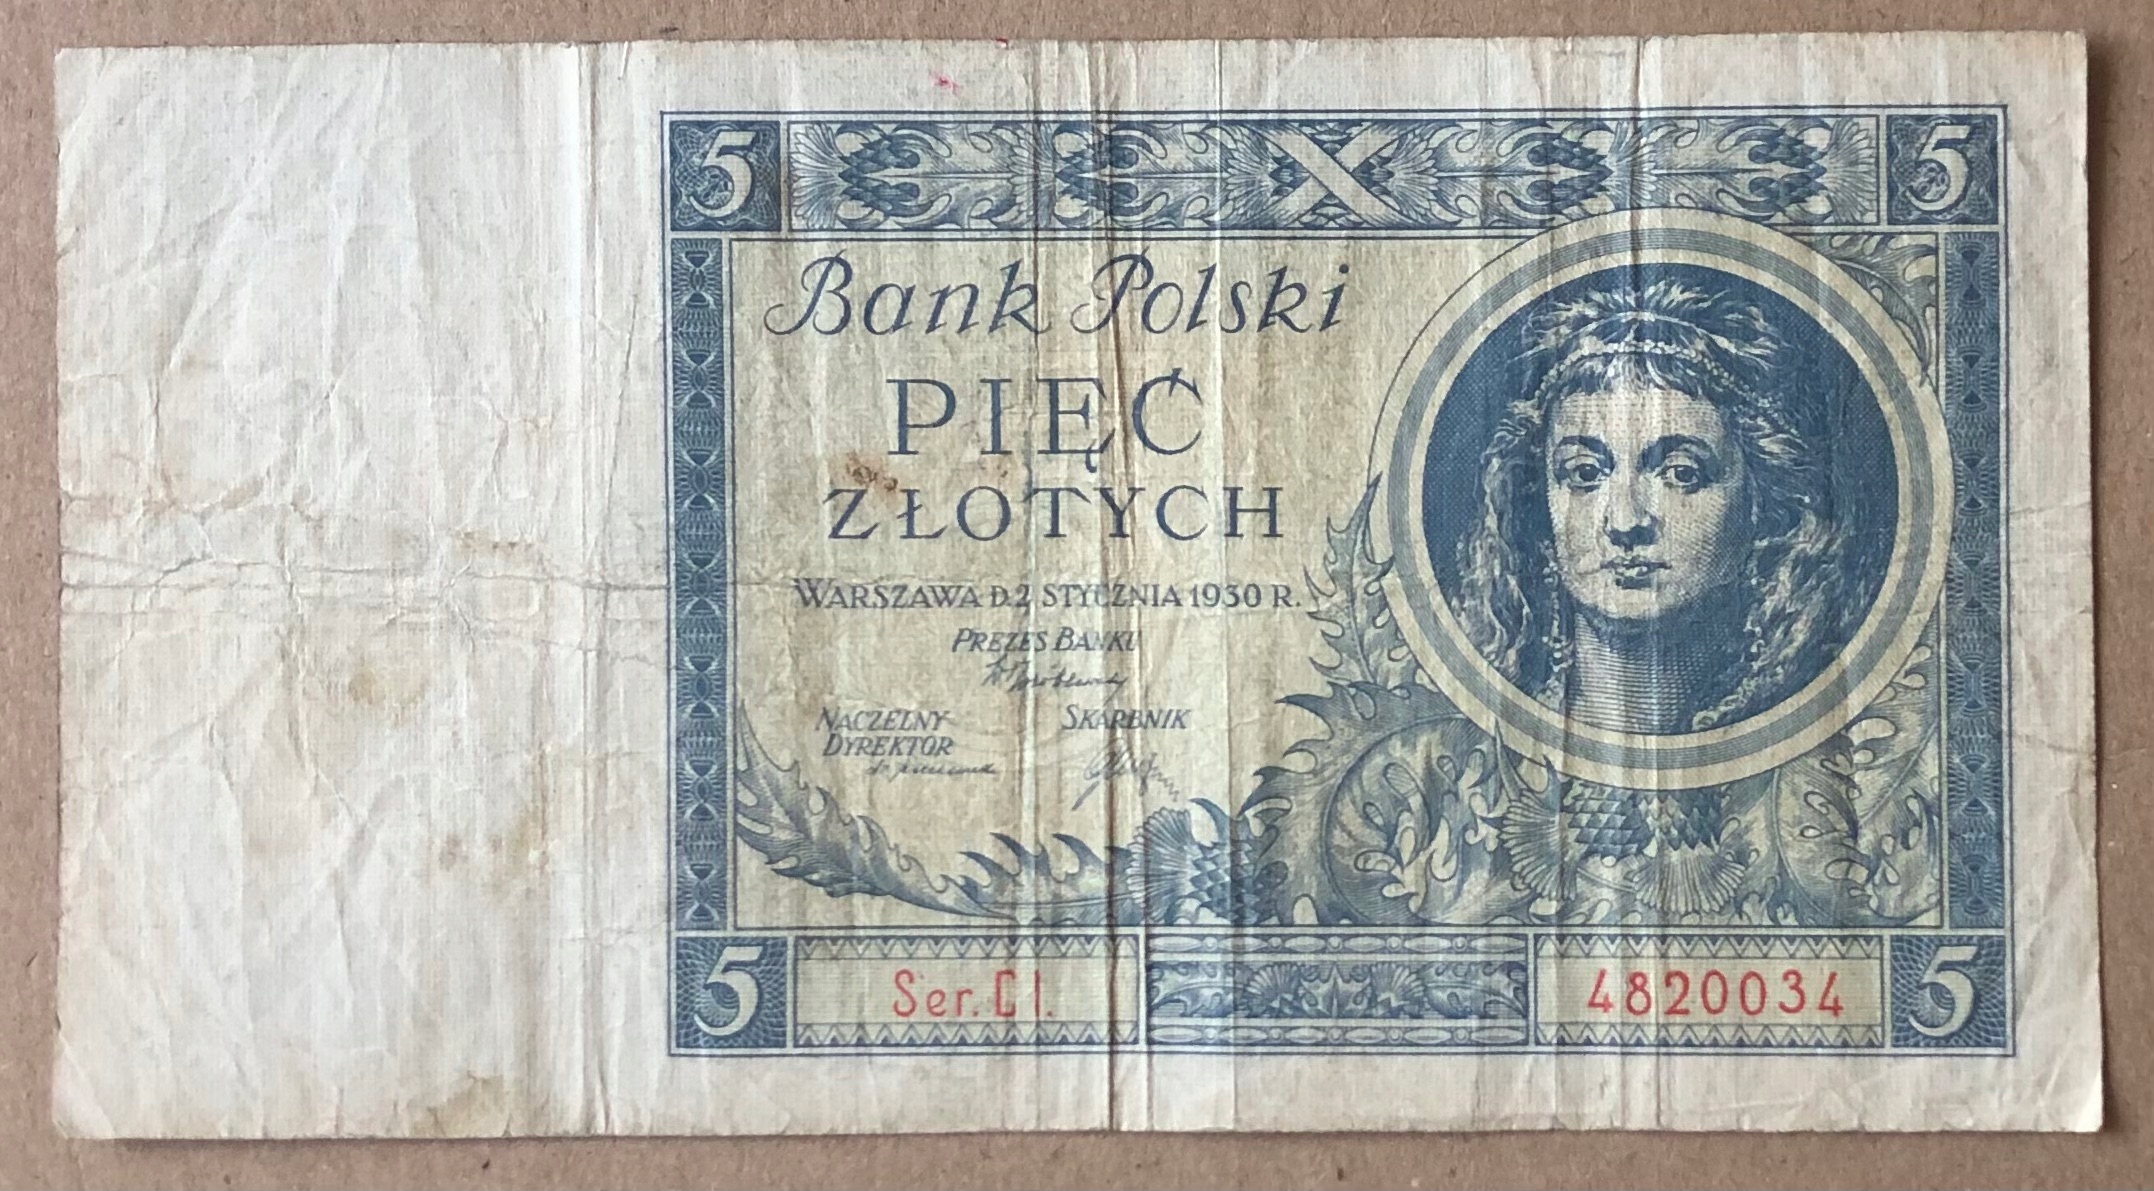 5 5
Bank Polski
PIĘĆ
ZŁOTYCH
WARSZAWA D.2 STYCZNIA 1930 R.
PREZES BANKU
NACZELNY SKARBNIK
DYREKTOR
5 Ser. C I. 4820034 5